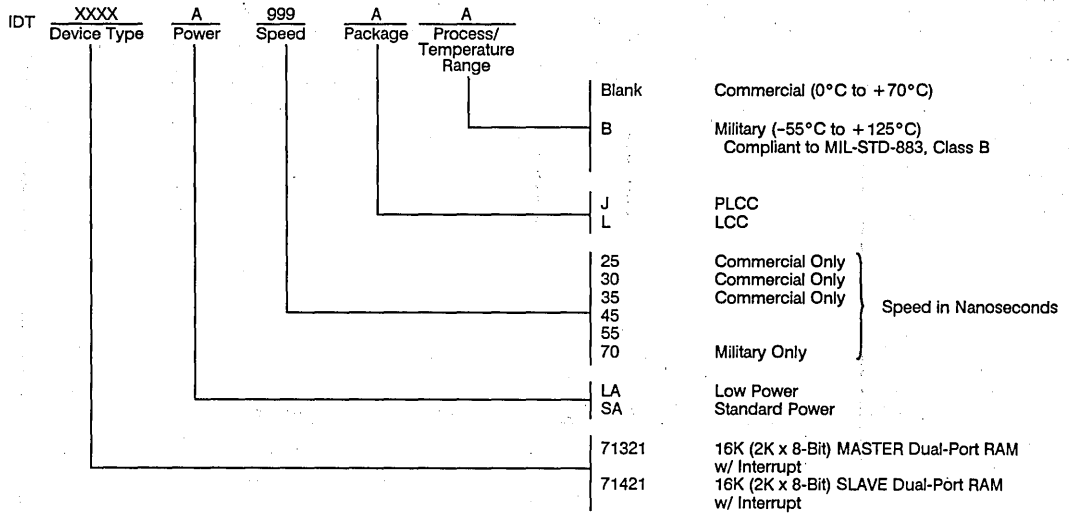 IDT XXXX A 999 A A
Device Type Power Speed Package Process/
Temperature
Range
Blank Commercial (0°C to +70°C)
B Military (-55°C to +125°C)
Compliant to MIL-STD-883, Class B
J PLCC
L LCC
25 Commercial Only
30 Commercial Only
35 Commercial Only
45
55
70 Military Only
Speed in Nanoseconds
LA Low Power
SA Standard Power
71321 16K (2K x 8-Bit) MASTER Dual-Port RAM
w/ Interrupt
71421 16K (2K x 8-Bit) SLAVE Dual-Port RAM
w/ Interrupt